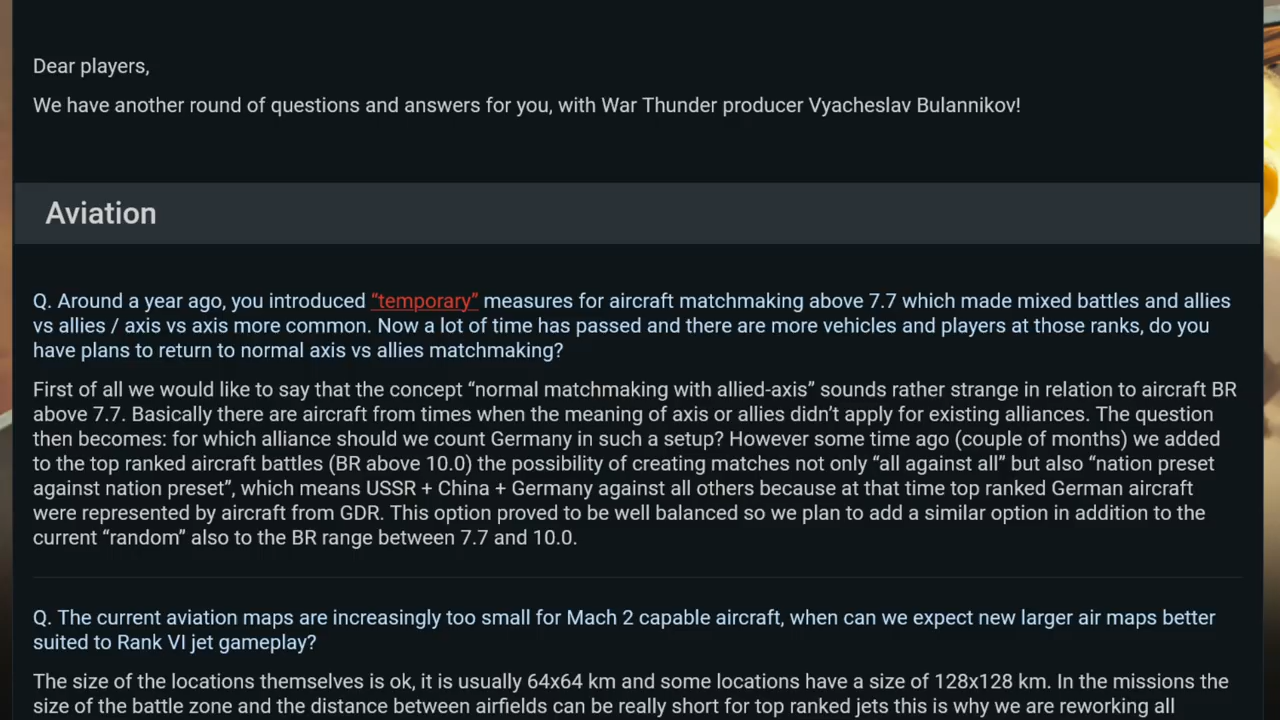 Dear players,
We have another round of questions and answers for you, with War Thunder producer Vyacheslav Bulannikov!
Aviation
Q. Around a year ago, you introduced “temporary” measures for aircraft matchmaking above 7.7 which made mixed battles and allies
vs allies / axis vs axis more common. Now a lot of time has passed and there are more vehicles and players at those ranks, do you
have plans to return to normal axis vs allies matchmaking?
First of all we would like to say that the concept “normal matchmaking with allied-axis” sounds rather strange in relation to aircraft BR
above 7.7. Basically there are aircraft from times when the meaning of axis or allies didn’t apply for existing alliances. The question
then becomes: for which alliance should we count Germany in such a setup? However some time ago (couple of months) we added
to the top ranked aircraft battles (BR above 10.0) the possibility of creating matches not only “all against all” but also “nation preset
against nation preset”, which means USSR + China + Germany against all others because at that time top ranked German aircraft
were represented by aircraft from GDR. This option proved to be well balanced so we plan to add a similar option in addition to the
current “random” also to the BR range between 7.7 and 10.0.
Q. The current aviation maps are increasingly too small for Mach 2 capable aircraft, when can we expect new larger air maps better
suited to Rank VI jet gameplay?
The size of the locations themselves is ok, it is usually 64x64 km and some locations have a size of 128x128 km. In the missions the
size of the battle zone and the distance between airfields can be really short for top ranked jets this is why we are reworking all